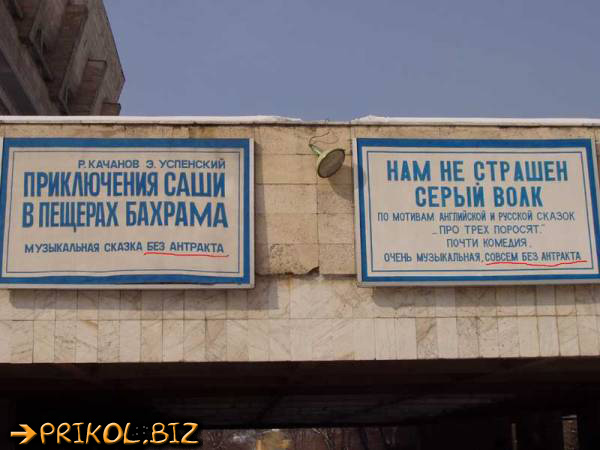 Р. КАЧАНОВ Э. УСПЕНСКИЙ
ПРИКЛЮЧЕНИЯ САШИ
В ПЕЩЕРАХ БАХРАМА
МУЗЫКАЛЬНАЯ СКАЗКА БЕЗ АНТРАКТА
НАМ НЕ СТРАШЕН
СЕРЫЙ ВОЛК
ПО МОТИВАМ АНГЛИЙСКОЙ И РУССКОЙ СКАЗОК
„ПРО ТРЕХ ПОРОСЯТ.“
ПОЧТИ КОМЕДИЯ,
ОЧЕНЬ МУЗЫКАЛЬНАЯ, СОВСЕМ БЕЗ АНТРАКТА
PRIKOL.BIZ